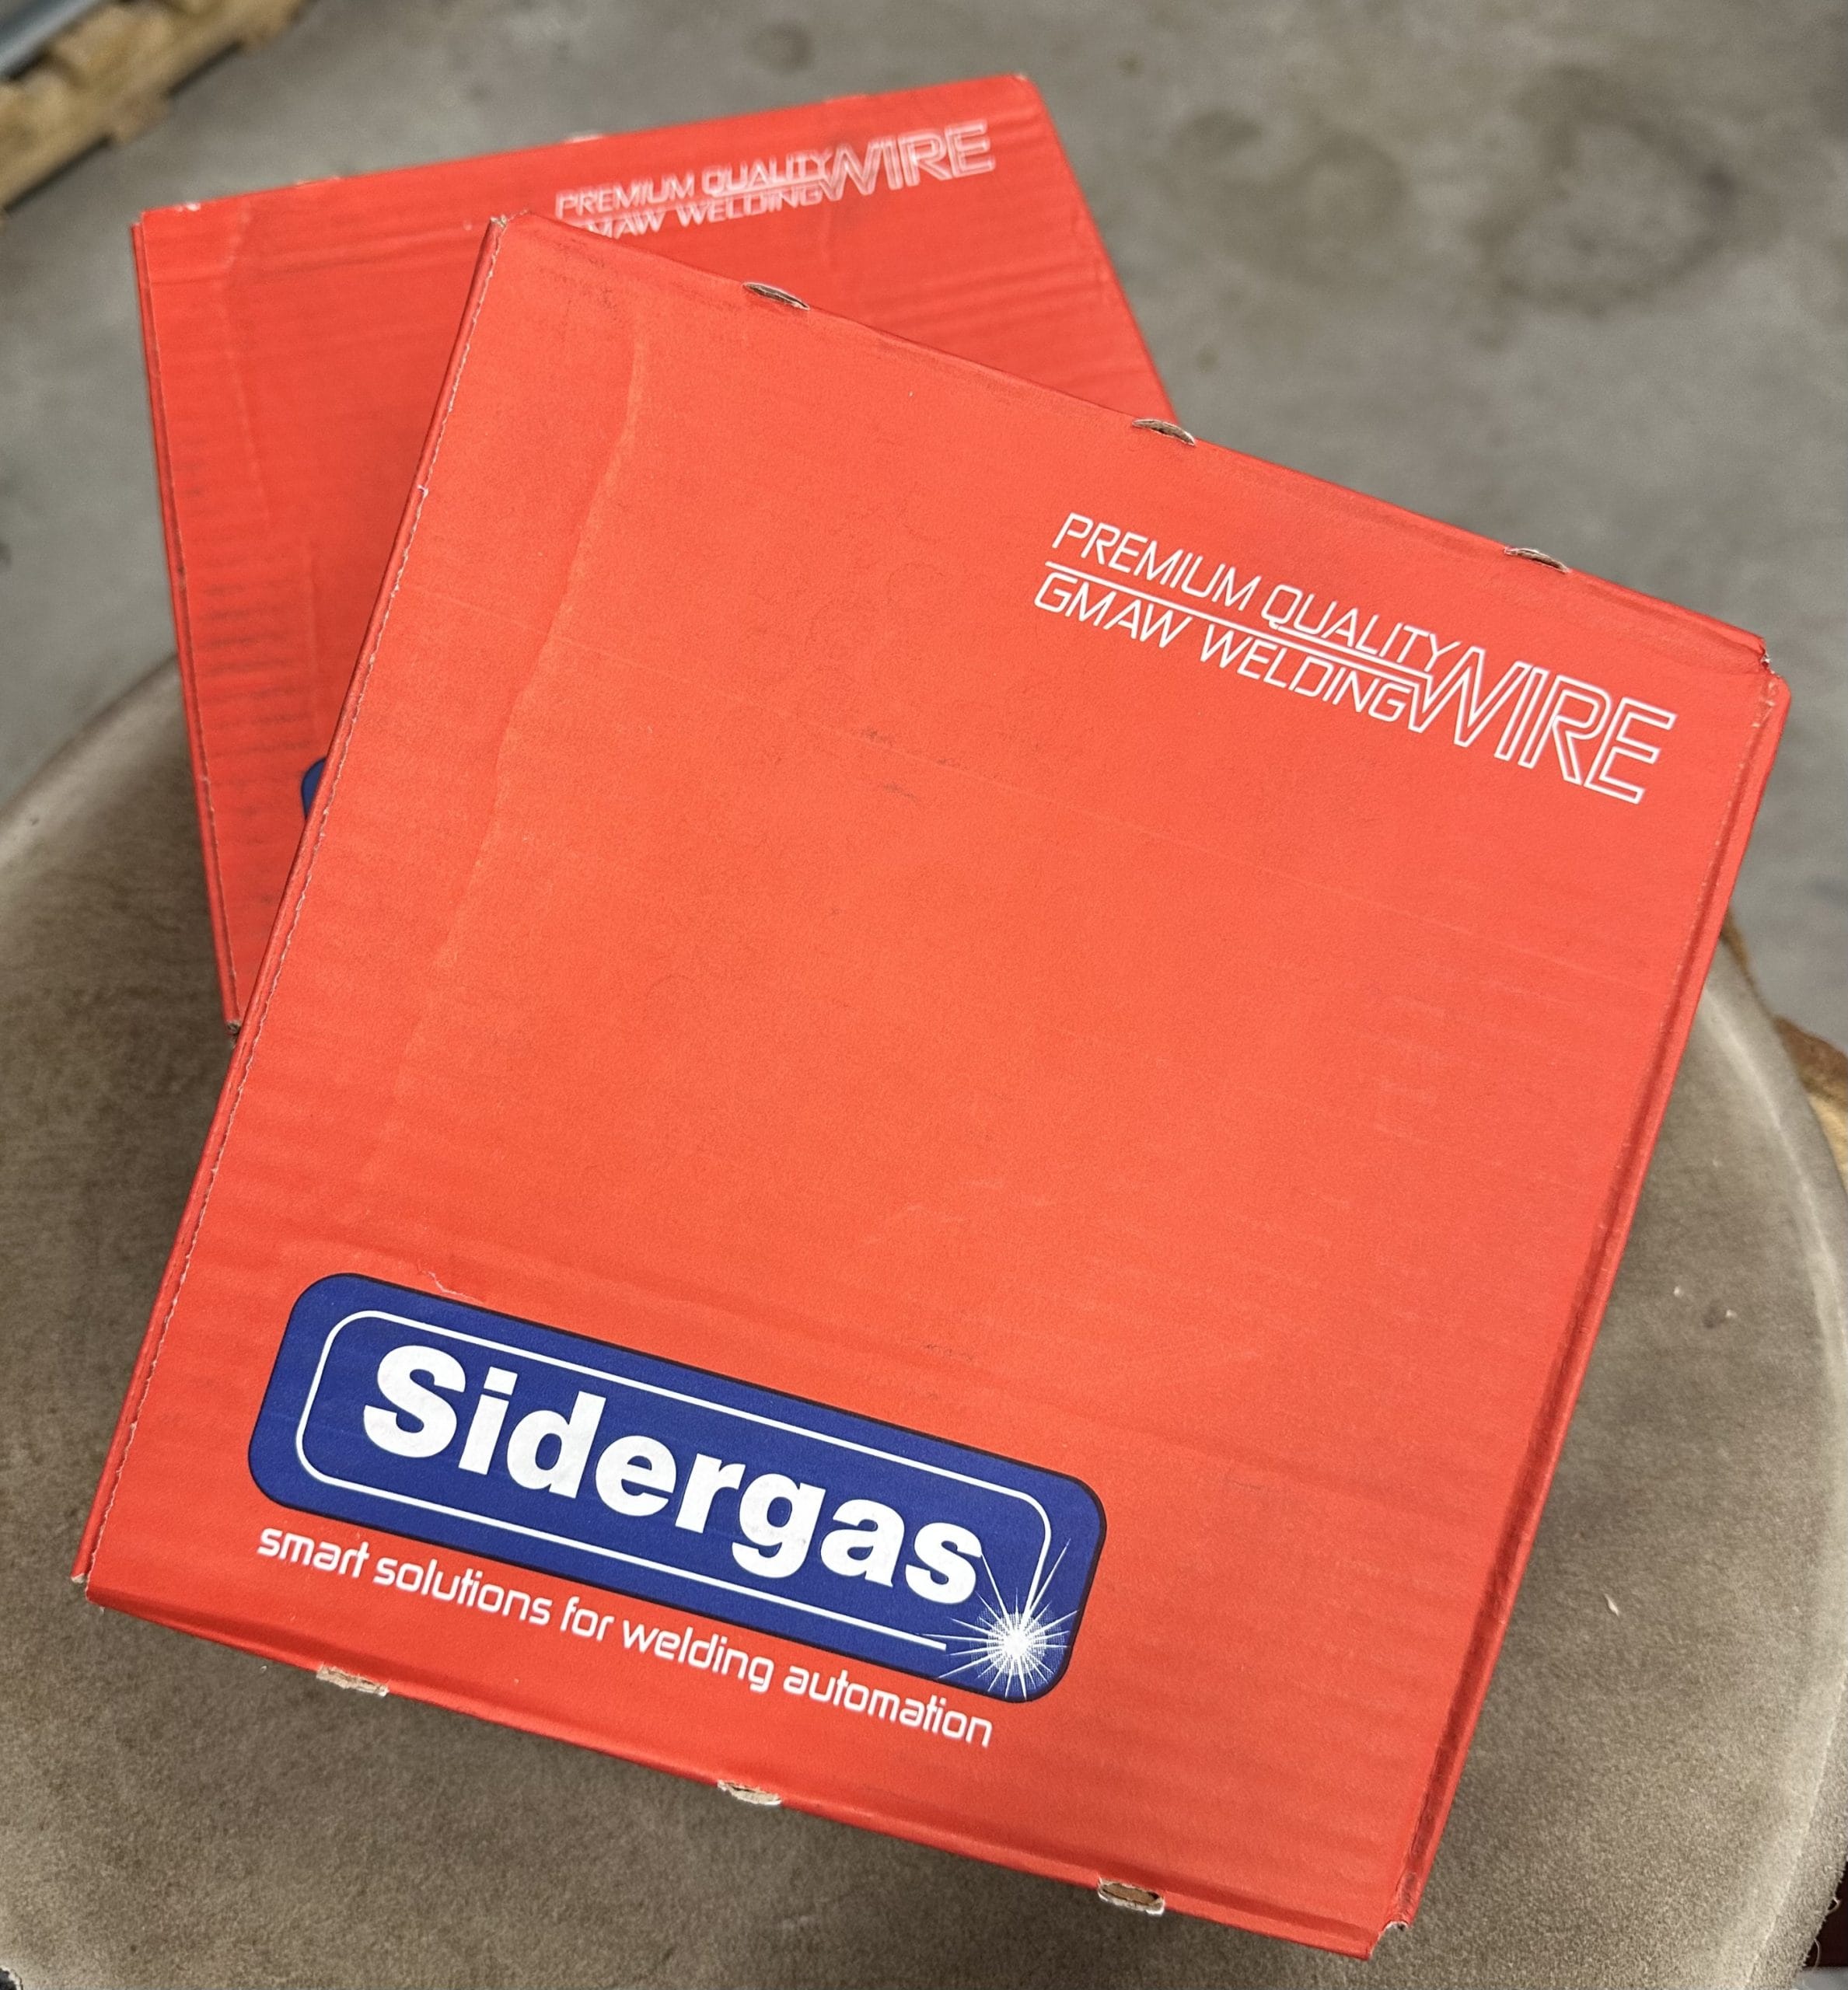 PREMIUM QUALITY WIRE
GMAW WELDING
PREMIUM QUALITY WIRE
GMAW WELDING
Sidergas
smart solutions for welding automation